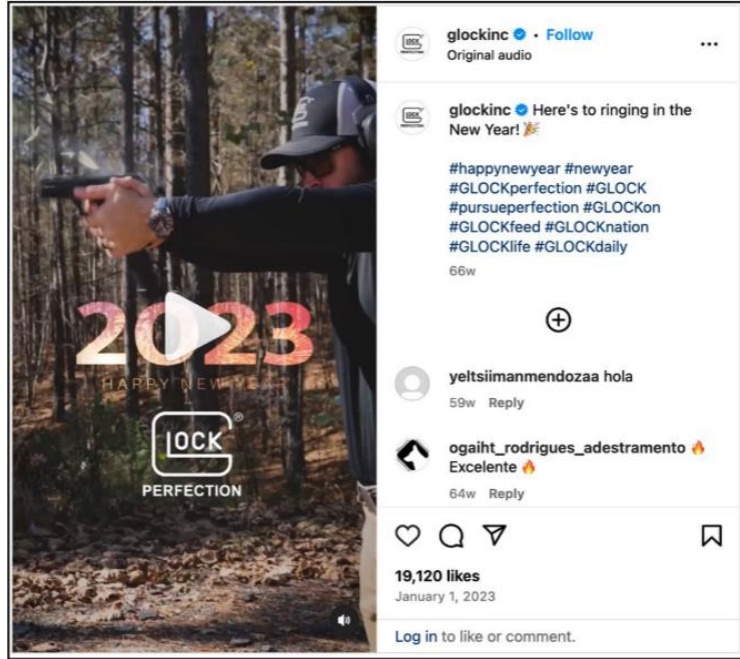 GLOCK
2023
HAPPY NEW YEAR
GLOCK®
PERFECTION
glockinc • Follow
Original audio
glockinc Here's to ringing in the
New Year! 🎉
#happynewyear #newyear
#GLOCKperfection #GLOCK
#pursueperfection #GLOCKon
#GLOCKfeed #GLOCKnation
#GLOCKlife #GLOCKdaily
66w
yeltsiimanmendozaa hola
59w Reply
ogaiht_rodrigues_adestramento 🔥
Excelente 🔥
64w Reply
19,120 likes
January 1, 2023
Log in to like or comment.